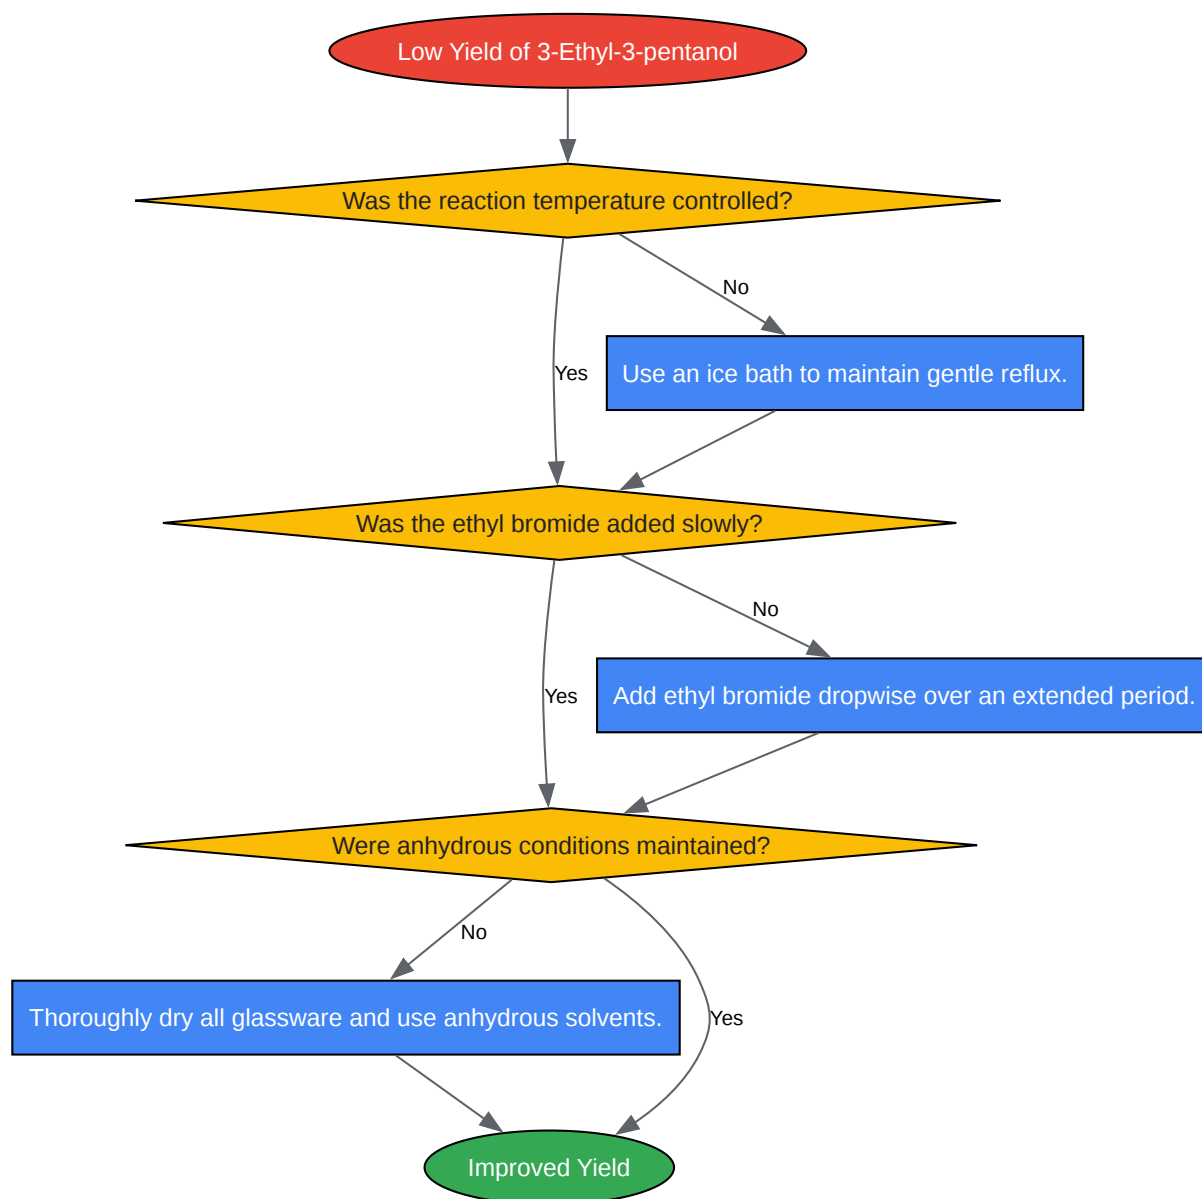 Low Yield of 3-Ethyl-3-pentanol
Was the reaction temperature controlled?
No
Yes
Use an ice bath to maintain gentle reflux.
Was the ethyl bromide added slowly?
No
Yes
Add ethyl bromide dropwise over an extended period.
Were anhydrous conditions maintained?
No
Thoroughly dry all glassware and use anhydrous solvents.
Yes
Improved Yield